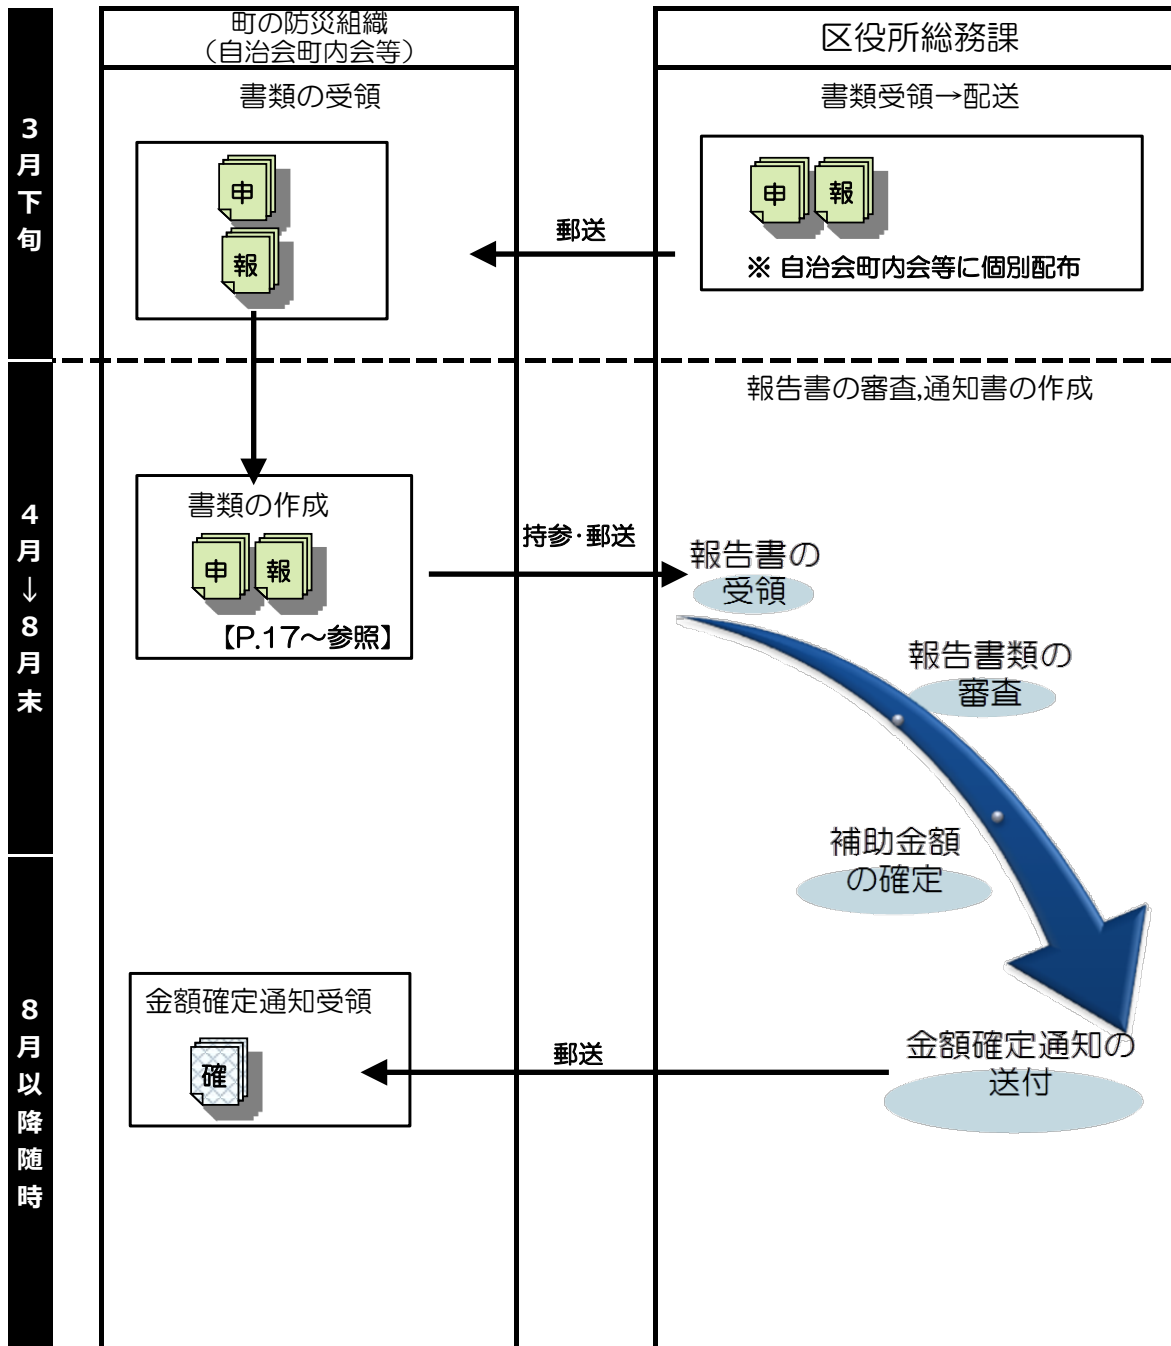 町の防災組織
（自治会町内会等）
区役所総務課
3月下旬
書類の受領
申
報
郵送
書類受領→配送
申
報
※ 自治会町内会等に個別配布
4月↓8月末
報告書の審査,通知書の作成
書類の作成
申
報
【P.17～参照】
持参・郵送
報告書の
受領
報告書類の
審査
補助金額
の確定
8月以降随時
金額確定通知受領
確
郵送
金額確定通知の
送付